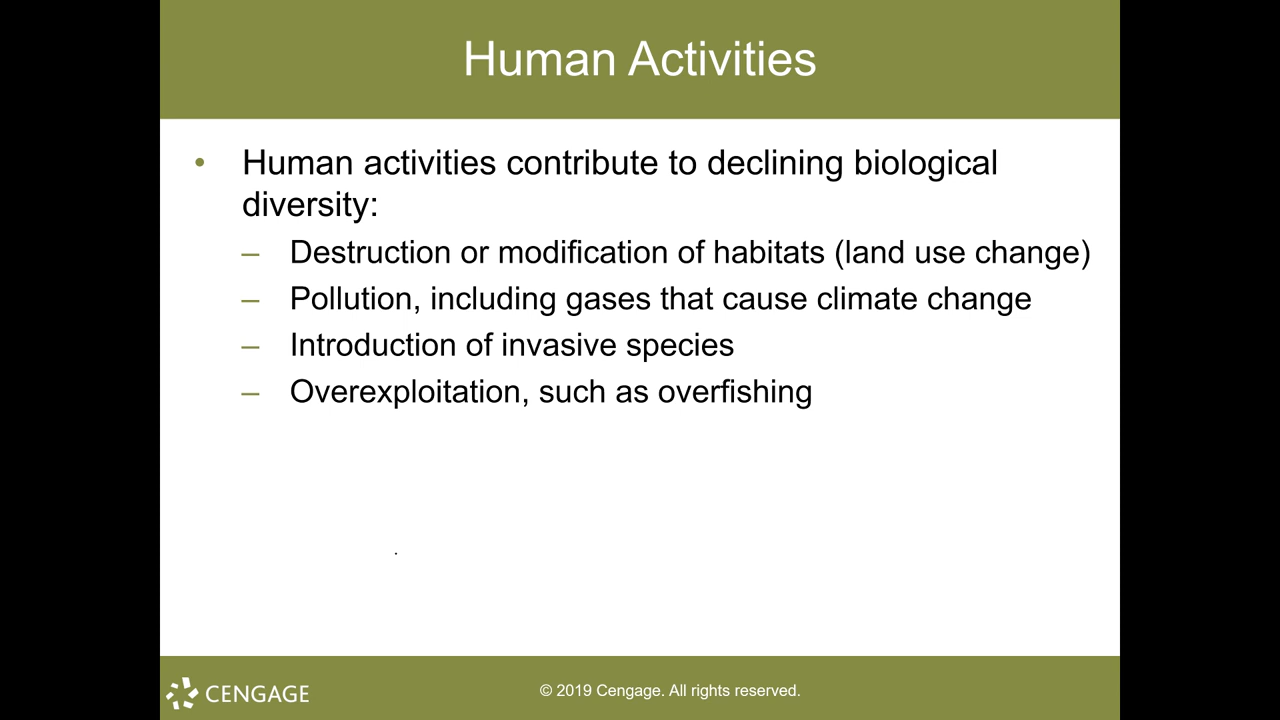 Human Activities
• Human activities contribute to declining biological
diversity:
– Destruction or modification of habitats (land use change)
– Pollution, including gases that cause climate change
– Introduction of invasive species
– Overexploitation, such as overfishing
.
CENGAGE
© 2019 Cengage. All rights reserved.